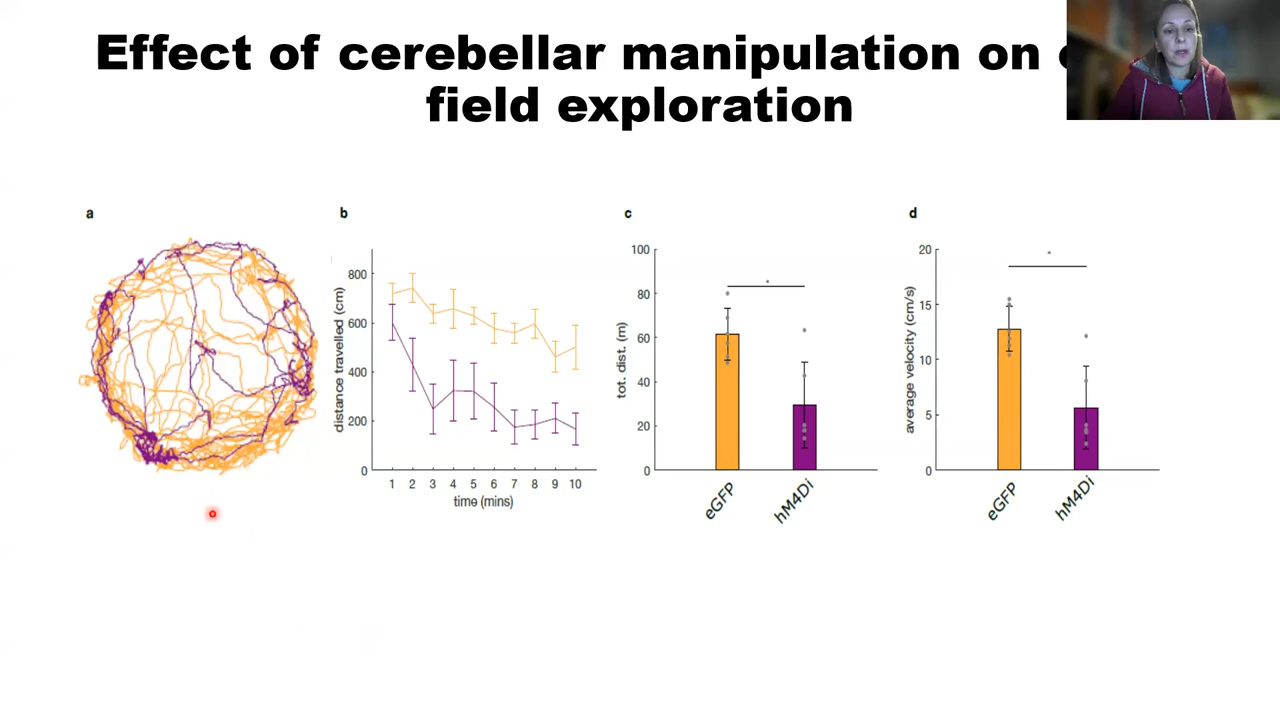 Effect of cerebellar manipulation on
field exploration
a
b
c
d
distance travelled (cm)
800
600
400
200
0
1 2 3 4 5 6 7 8 9 10
time (mins)
tot. dist. (m)
100
80
60
40
20
0
*
eGFP
hM4Di
average velocity (cm/s)
20
15
10
5
0
*
eGFP
hM4Di